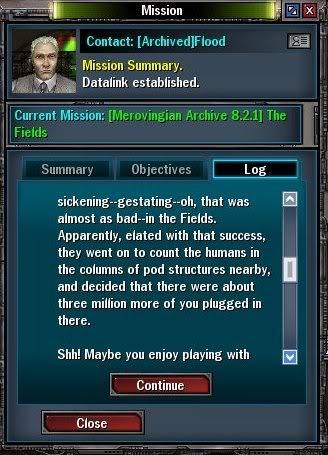 Mission
Contact: [Archived]Flood
Mission Summary.
Datalink established.
Current Mission: [Merovingian Archive 8.2.1] The
Fields
Summary
Objectives
Log
sickening--gestating--oh, that was
almost as bad--in the Fields.
Apparently, elated with that success,
they went on to count the humans in
the columns of pod structures nearby,
and decided that there were about
three million more of you plugged in
there.
Shh! Maybe you enjoy playing with
Continue
Close